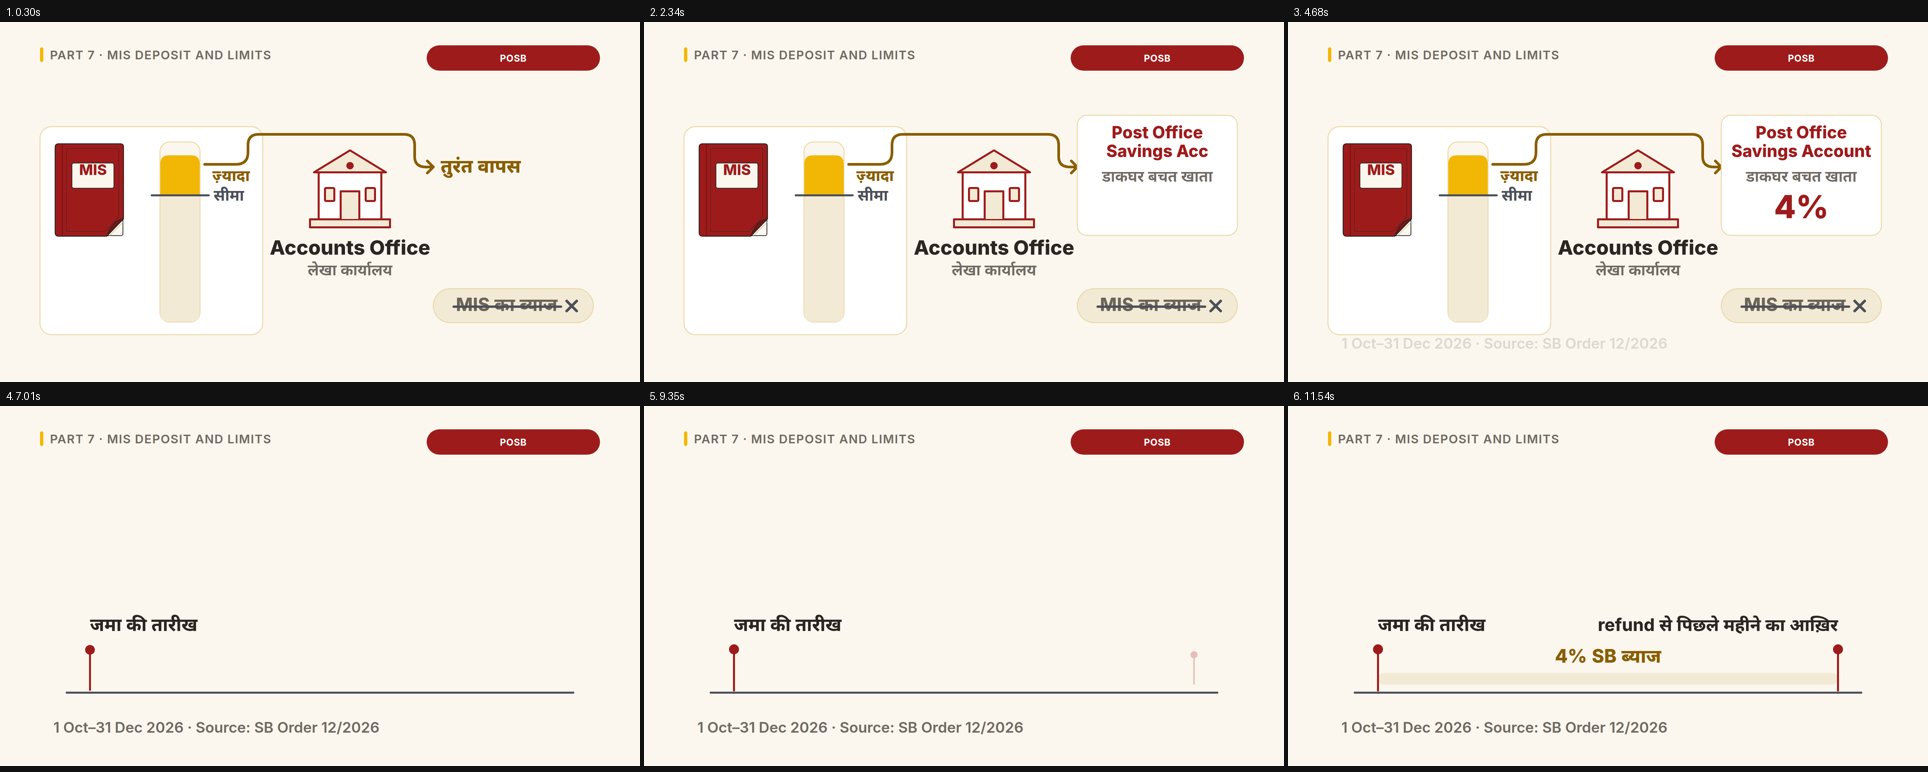 1. 0.30s
PART 7 · MIS DEPOSIT AND LIMITS
POSB
MIS
ज़्यादा
सीमा
तुरंत वापस
Accounts Office
लेखा कार्यालय
MIS का ब्याज
2. 2.34s
PART 7 · MIS DEPOSIT AND LIMITS
POSB
MIS
ज़्यादा
सीमा
Post Office
Savings Acc
डाकघर बचत खाता
Accounts Office
लेखा कार्यालय
MIS का ब्याज
3. 4.68s
PART 7 · MIS DEPOSIT AND LIMITS
POSB
MIS
ज़्यादा
सीमा
Post Office
Savings Account
डाकघर बचत खाता
4%
Accounts Office
लेखा कार्यालय
MIS का ब्याज
1 Oct–31 Dec 2026 · Source: SB Order 12/2026
4. 7.01s
PART 7 · MIS DEPOSIT AND LIMITS
POSB
जमा की तारीख
1 Oct–31 Dec 2026 · Source: SB Order 12/2026
5. 9.35s
PART 7 · MIS DEPOSIT AND LIMITS
POSB
जमा की तारीख
1 Oct–31 Dec 2026 · Source: SB Order 12/2026
6. 11.54s
PART 7 · MIS DEPOSIT AND LIMITS
POSB
जमा की तारीख
refund से पिछले महीने का आख़िर
4% SB ब्याज
1 Oct–31 Dec 2026 · Source: SB Order 12/2026